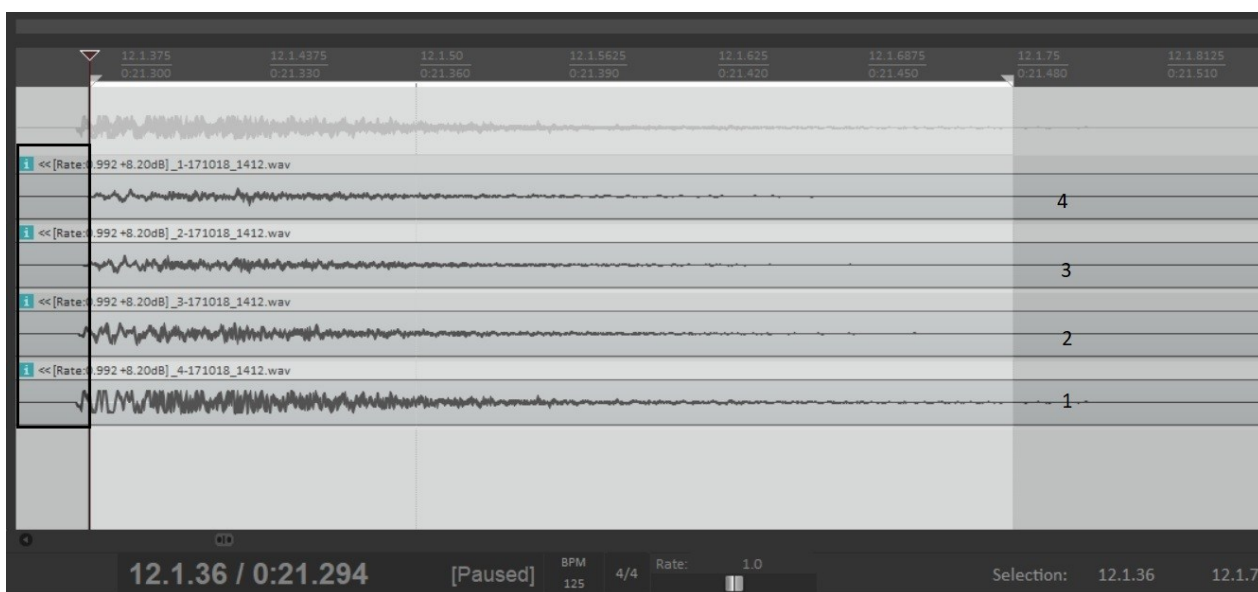 12.1.375 12.1.4375 12.1.50 12.1.5625 12.1.625 12.1.6875 12.1.75 12.1.8125
0:21.300 0:21.330 0:21.360 0:21.390 0:21.420 0:21.450 0:21.480 0:21.510
i <<[Rate:0.992 +8.20dB] _1-171018_1412.wav
4
i <<[Rate:0.992 +8.20dB] _2-171018_1412.wav
3
i <<[Rate:0.992 +8.20dB] _3-171018_1412.wav
2
i <<[Rate:0.992 +8.20dB] _4-171018_1412.wav
1
12.1.36 / 0:21.294 [Paused] BPM 125 4/4 Rate: 1.0 Selection: 12.1.36 12.1.7